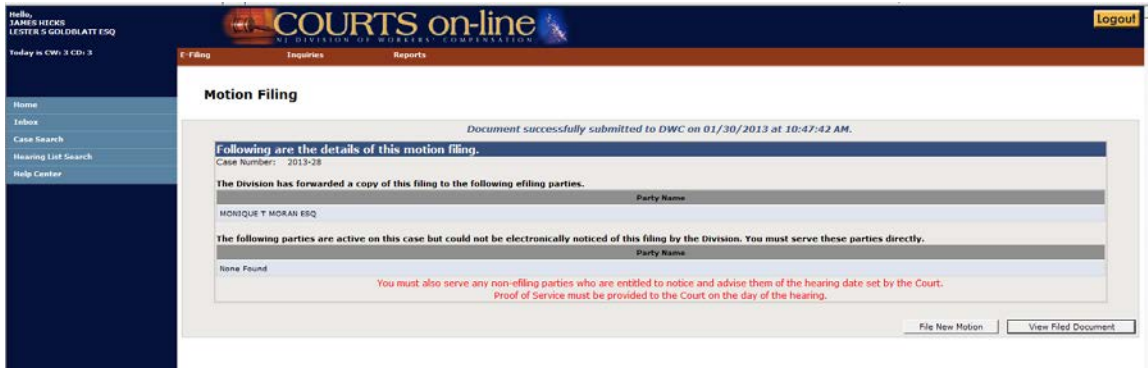 Hello,
JAMES HICKS
LESTER S GOLDBLATT ESQ
COURTS on-line
NJ DIVISION OF WORKERS' COMPENSATION
Logout
Today is CW: 3 CD: 3
E-Filing Inquiries Reports
Home
Inbox
Case Search
Hearing List Search
Help Center
Motion Filing
Document successfully submitted to DWC on 01/30/2013 at 10:47:42 AM.
Following are the details of this motion filing.
Case Number: 2013-28
The Division has forwarded a copy of this filing to the following efiling parties.
Party Name
MONIQUE T MORAN ESQ
The following parties are active on this case but could not be electronically noticed of this filing by the Division. You must serve these parties directly.
Party Name
None Found
You must also serve any non-efiling parties who are entitled to notice and advise them of the hearing date set by the Court.
Proof of Service must be provided to the Court on the day of the hearing.
File New Motion View Filed Document